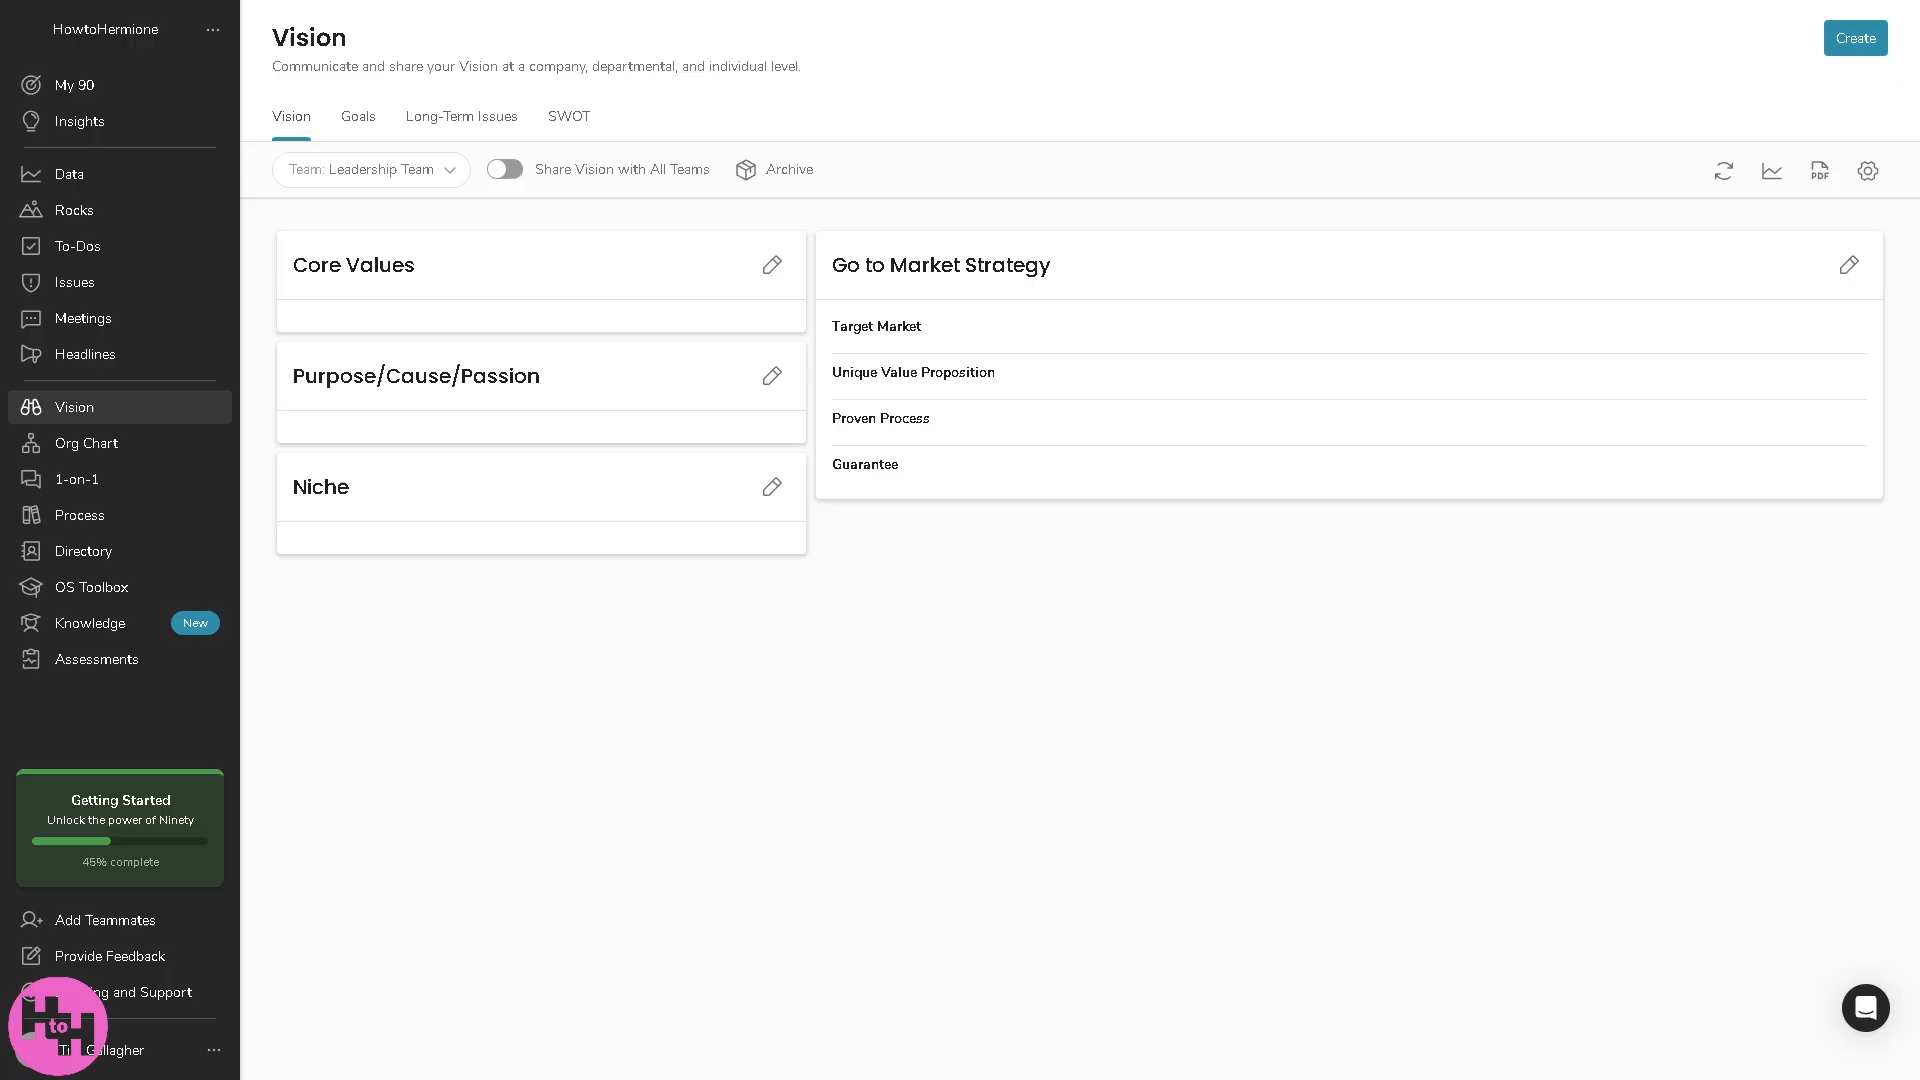 HowtoHermione
My 90
Insights
Data
Rocks
To-Dos
Issues
Meetings
Headlines
Vision
Org Chart
1-on-1
Process
Directory
OS Toolbox
Knowledge New
Assessments
Getting Started
Unlock the power of Ninety
45% complete
Add Teammates
Provide Feedback
and Support
H to H
Gallagher
Vision
Communicate and share your Vision at a company, departmental, and individual level.
Create
Vision Goals Long-Term Issues SWOT
Team: Leadership Team Share Vision with All Teams Archive
PDF
Core Values
Purpose/Cause/Passion
Niche
Go to Market Strategy
Target Market
Unique Value Proposition
Proven Process
Guarantee